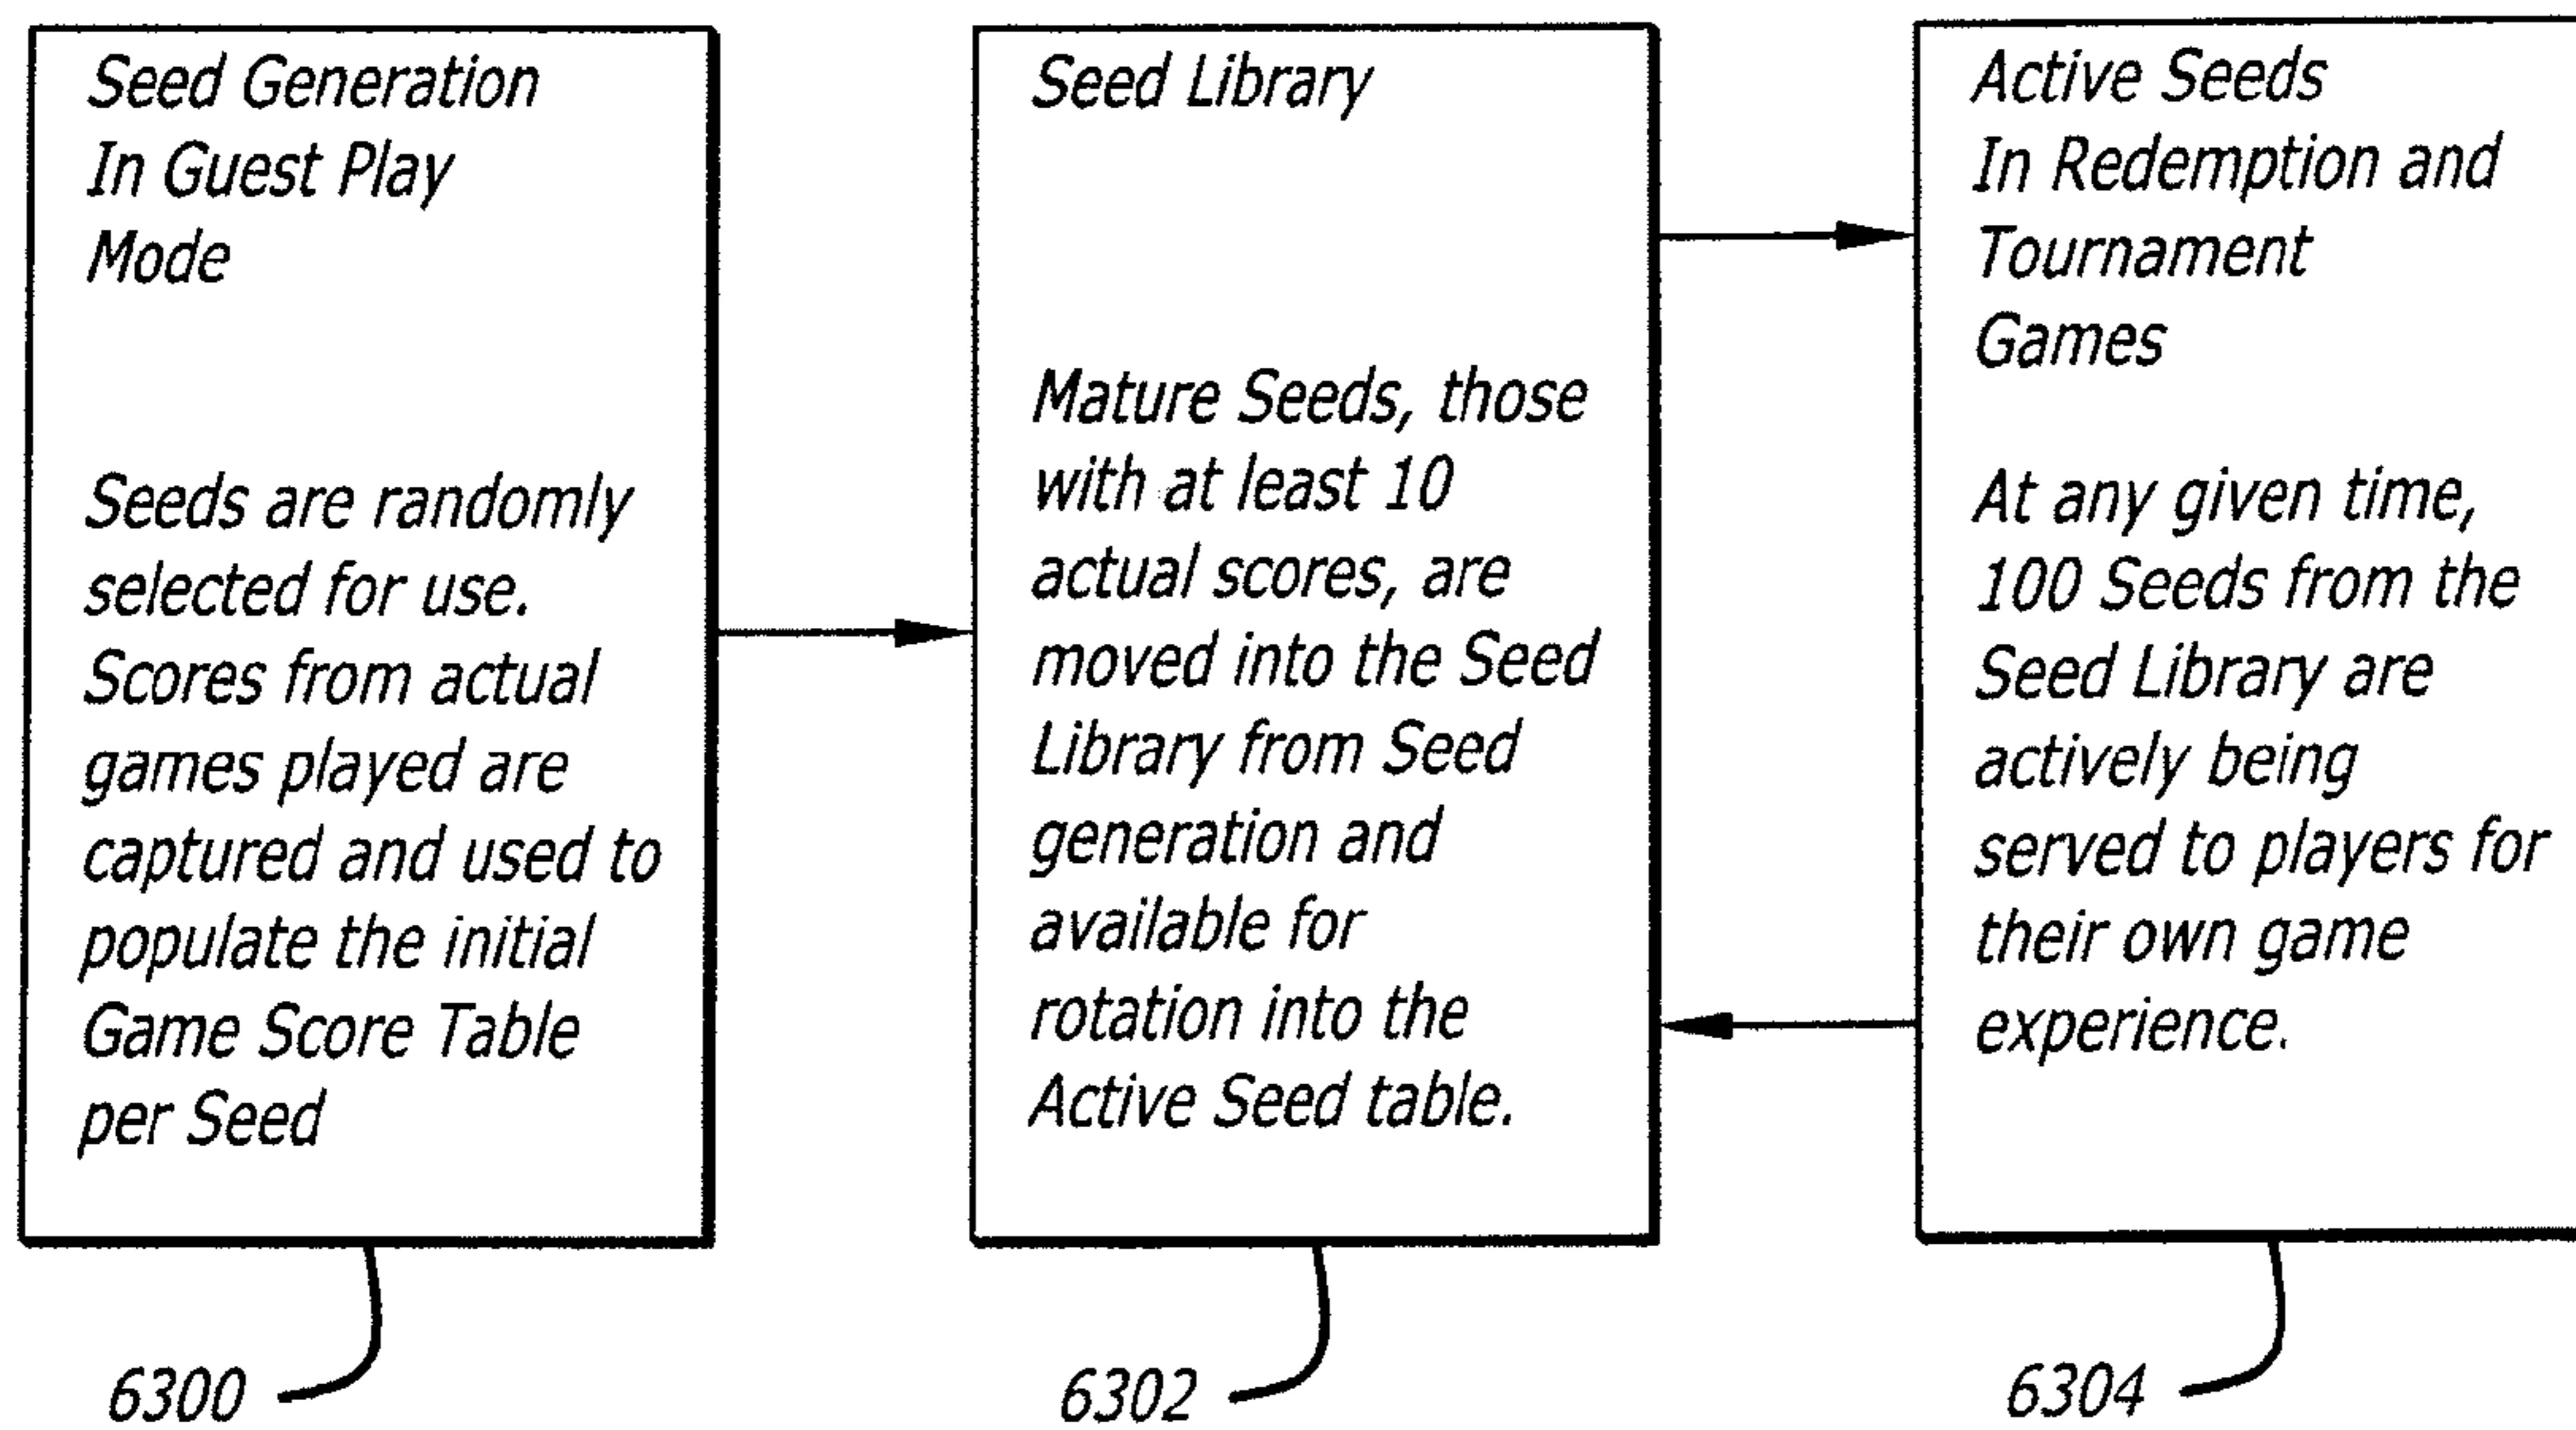 Seed Generation
In Guest Play
Mode
Seeds are randomly
selected for use.
Scores from actual
games played are
captured and used to
populate the initial
Game Score Table
per Seed
6300
Seed Library
Mature Seeds, those
with at least 10
actual scores, are
moved into the Seed
Library from Seed
generation and
available for
rotation into the
Active Seed table.
6302
Active Seeds
In Redemption and
Tournament
Games
At any given time,
100 Seeds from the
Seed Library are
actively being
served to players for
their own game
experience.
6304